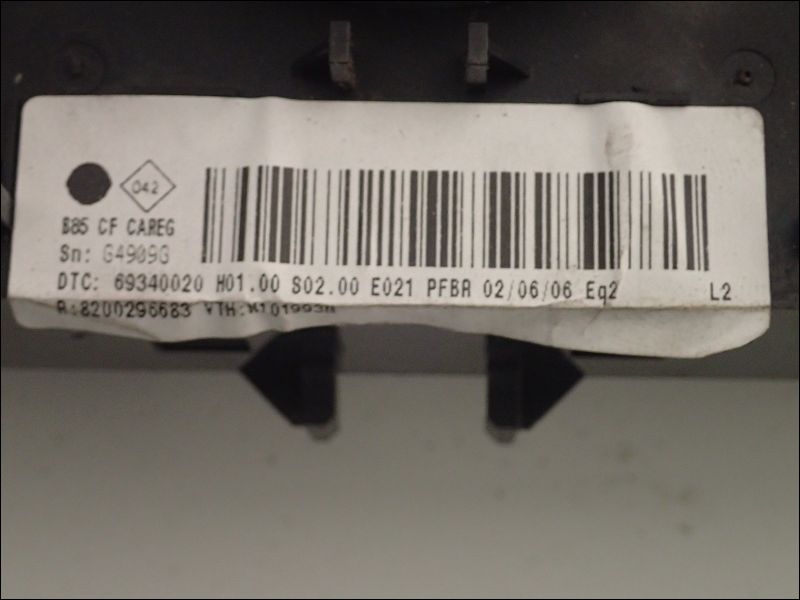 042
B85 CF CAREG
Sn: G4909G
DTC: 69340020 H01.00 S02.00 E021 PFBR 02/06/06 Eq2 L2
R:8200296683 VTH: